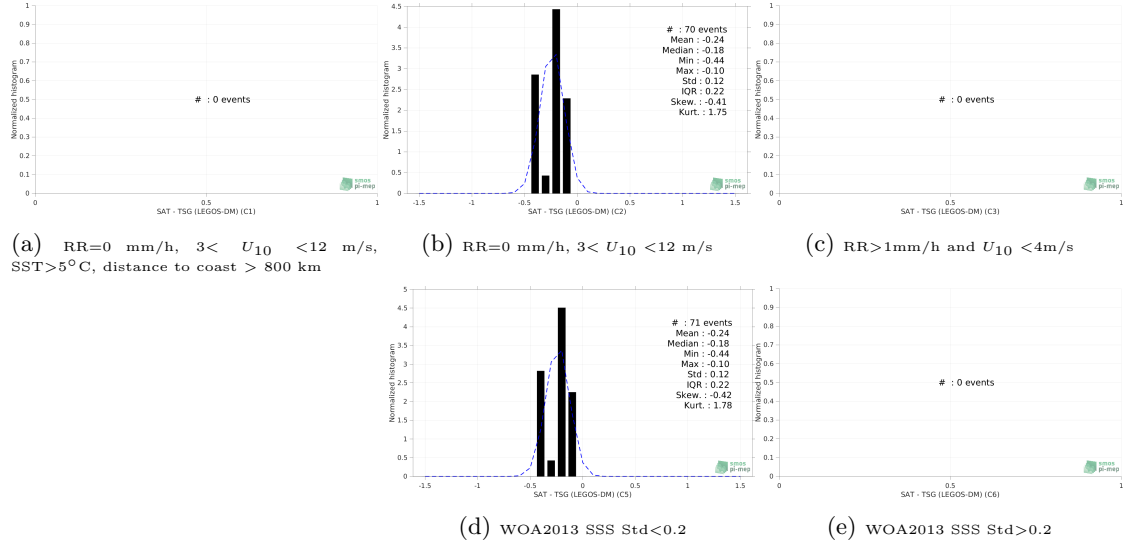 1
0.9
0.8
0.7
0.6
0.5
0.4
0.3
0.2
0.1
0
Normalized histogram
# : 0 events
smos
pi-mep
0 0.5 1
SAT - TSG (LEGOS-DM) (C1)
(a) RR=0 mm/h, 3< U10 <12 m/s,
SST>5°C, distance to coast > 800 km
4.5
4
3.5
3
2.5
2
1.5
1
0.5
0
Normalized histogram
# : 70 events
Mean : -0.24
Median : -0.18
Min : -0.44
Max : -0.10
Std : 0.12
IQR : 0.22
Skew. : -0.41
Kurt. : 1.75
smos
pi-mep
-1.5 -1 -0.5 0 0.5 1 1.5
SAT - TSG (LEGOS-DM) (C2)
(b) RR=0 mm/h, 3< U10 <12 m/s
1
0.9
0.8
0.7
0.6
0.5
0.4
0.3
0.2
0.1
0
Normalized histogram
# : 0 events
smos
pi-mep
0 0.5 1
SAT - TSG (LEGOS-DM) (C3)
(c) RR>1mm/h and U10 <4m/s
5
4.5
4
3.5
3
2.5
2
1.5
1
0.5
0
Normalized histogram
# : 71 events
Mean : -0.24
Median : -0.18
Min : -0.44
Max : -0.10
Std : 0.12
IQR : 0.22
Skew. : -0.42
Kurt. : 1.78
smos
pi-mep
-1.5 -1 -0.5 0 0.5 1 1.5
SAT - TSG (LEGOS-DM) (C5)
(d) WOA2013 SSS Std<0.2
1
0.9
0.8
0.7
0.6
0.5
0.4
0.3
0.2
0.1
0
Normalized histogram
# : 0 events
smos
pi-mep
0 0.5 1
SAT - TSG (LEGOS-DM) (C6)
(e) WOA2013 SSS Std>0.2